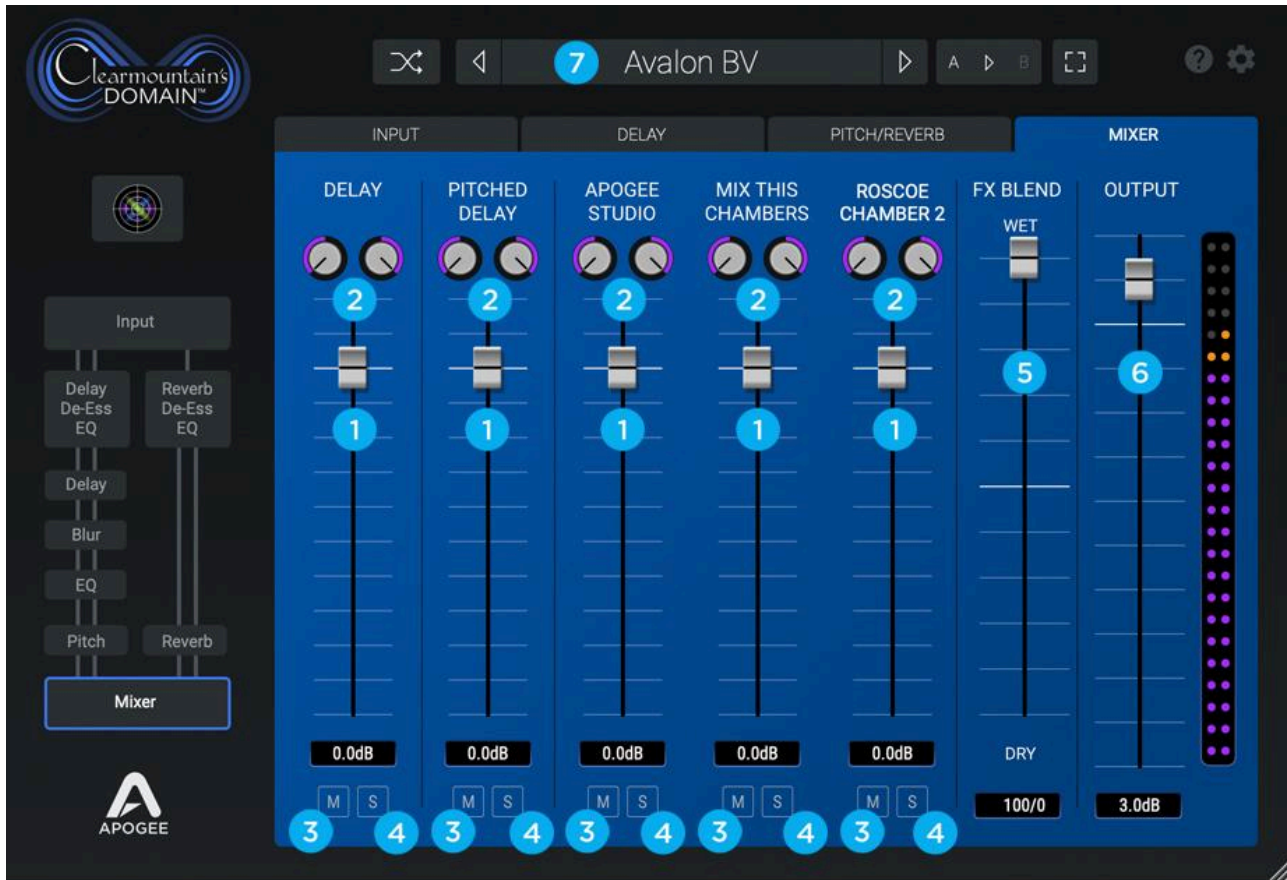 Clearmountain's
DOMAIN™
7 Avalon BV
A B
?
INPUT DELAY PITCH/REVERB MIXER
DELAY
PITCHED
DELAY
APOGEE
STUDIO
MIX THIS
CHAMBERS
ROSCOE
CHAMBER 2
FX BLEND
WET
OUTPUT
2 2 2 2 2
5 6
1 1 1 1 1
Input
Delay
De-Ess
EQ
Reverb
De-Ess
EQ
Delay
Blur
EQ
Pitch Reverb
Mixer
0.0dB 0.0dB 0.0dB 0.0dB 0.0dB DRY
M S M S M S M S M S 100/0 3.0dB
3 4 3 4 3 4 3 4 3 4
APOGEE